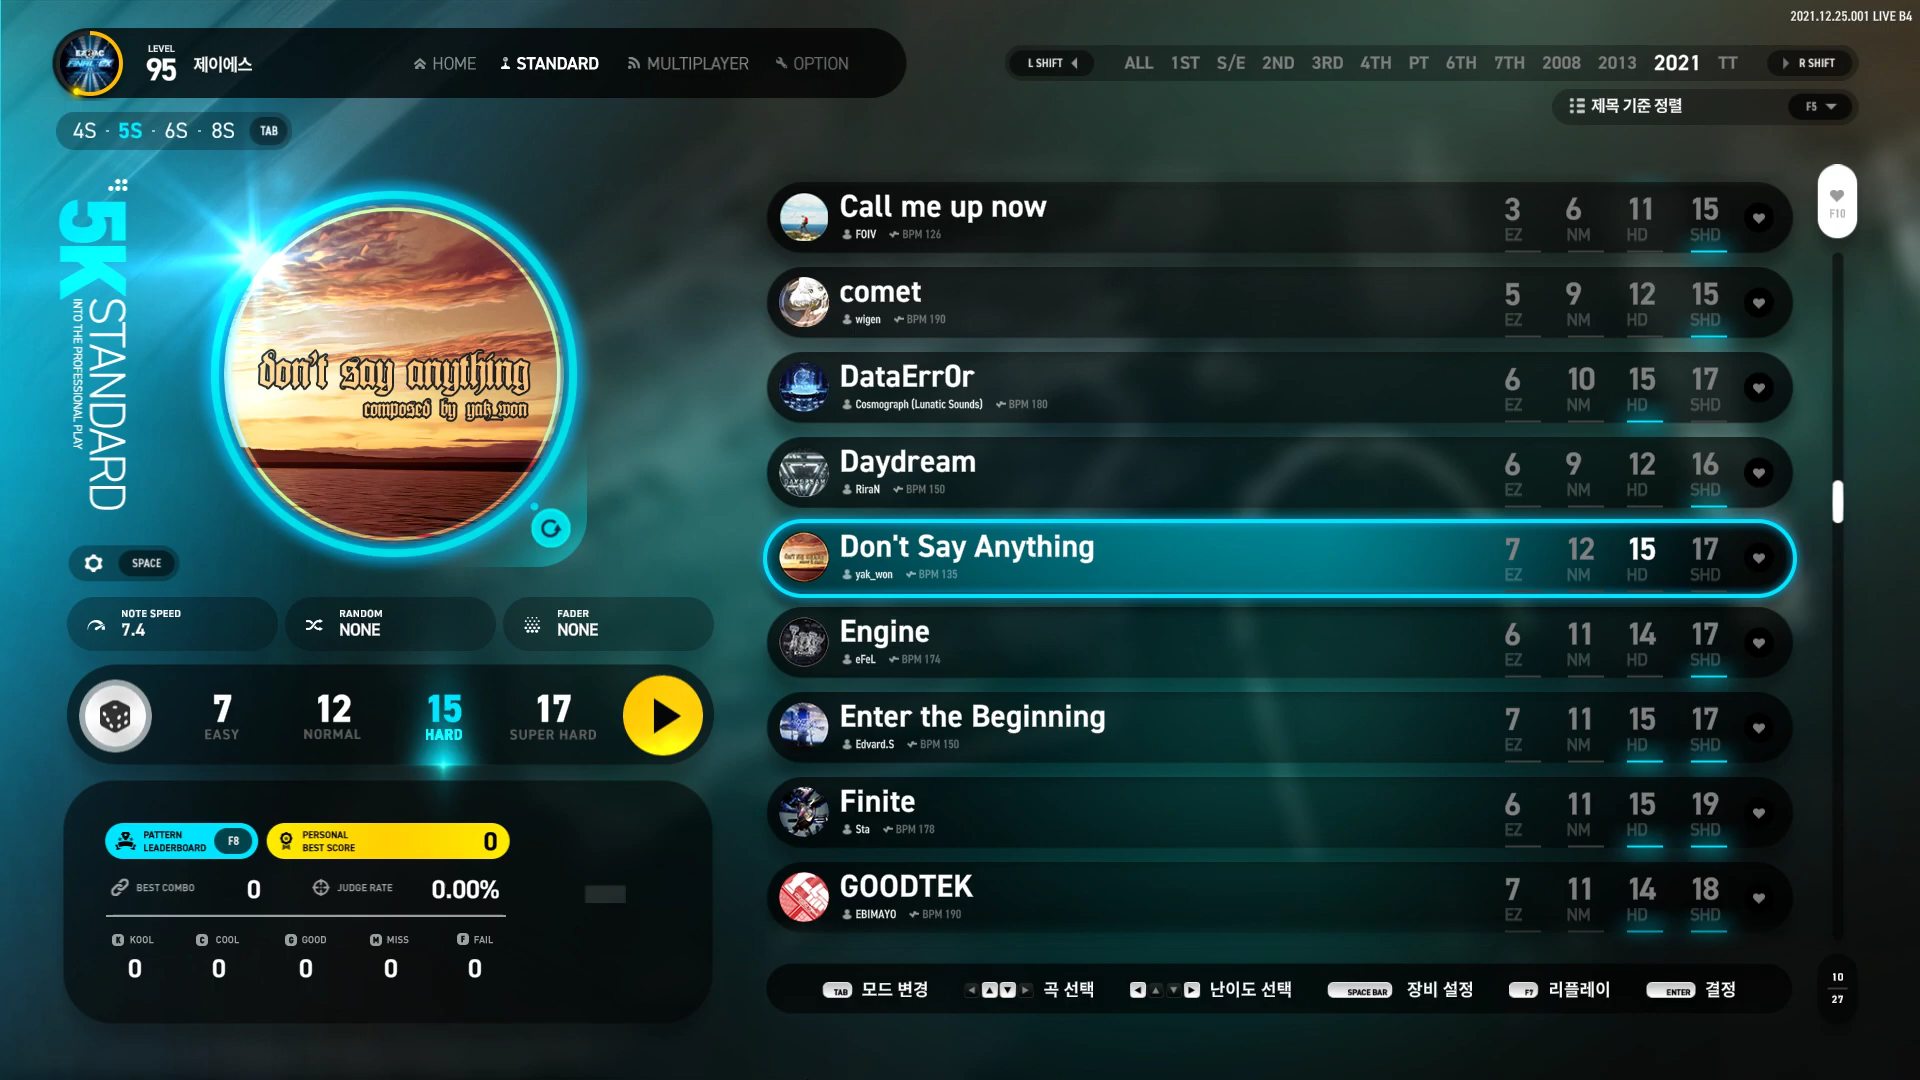 2021.12.25.001 LIVE B4
LEVEL
95 제이에스
HOME STANDARD MULTIPLAYER OPTION
L SHIFT ALL 1ST S/E 2ND 3RD 4TH PT 6TH 7TH 2008 2013 2021 TT R SHIFT
제목 기준 정렬 F5
4S · 5S · 6S · 8S TAB
5K STANDARD
INTO THE PROFESSIONAL PLAY
don't say anything
composed by yak_won
SPACE
NOTE SPEED
7.4
RANDOM
NONE
FADER
NONE
7 12 15 17
EASY NORMAL HARD SUPER HARD
PATTERN
LEADERBOARD F8
PERSONAL
BEST SCORE 0
BEST COMBO 0 JUDGE RATE 0.00%
K KOOL C COOL G GOOD M MISS F FAIL
0 0 0 0 0
Call me up now
FOIV BPM 126
3 6 11 15
EZ NM HD SHD
comet
wigen BPM 190
5 9 12 15
EZ NM HD SHD
DataErr0r
Cosmograph (Lunatic Sounds) BPM 180
6 10 15 17
EZ NM HD SHD
Daydream
RiraN BPM 150
6 9 12 16
EZ NM HD SHD
Don't Say Anything
yak_won BPM 135
7 12 15 17
EZ NM HD SHD
Engine
eFeL BPM 174
6 11 14 17
EZ NM HD SHD
Enter the Beginning
Edvard.S BPM 150
7 11 15 17
EZ NM HD SHD
Finite
Sta BPM 178
6 11 15 19
EZ NM HD SHD
GOODTEK
EBIMAYO BPM 190
7 11 14 18
EZ NM HD SHD
F10
TAB 모드 변경 곡 선택 난이도 선택 SPACE BAR 장비 설정 F7 리플레이 ENTER 결정
10
27